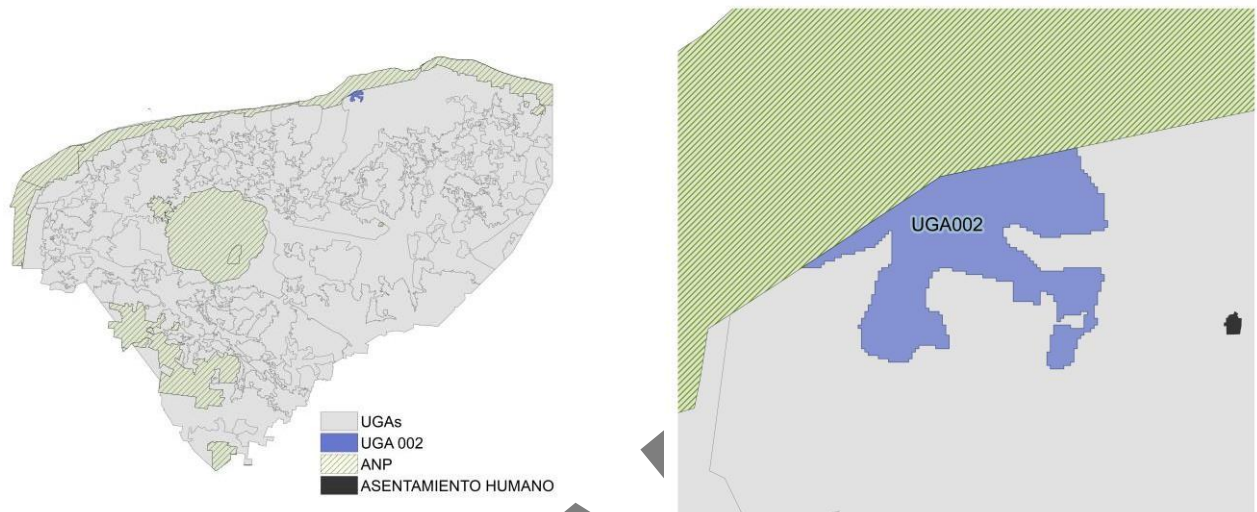 UGA002
UGAs
UGA 002
ANP
ASENTAMIENTO HUMANO